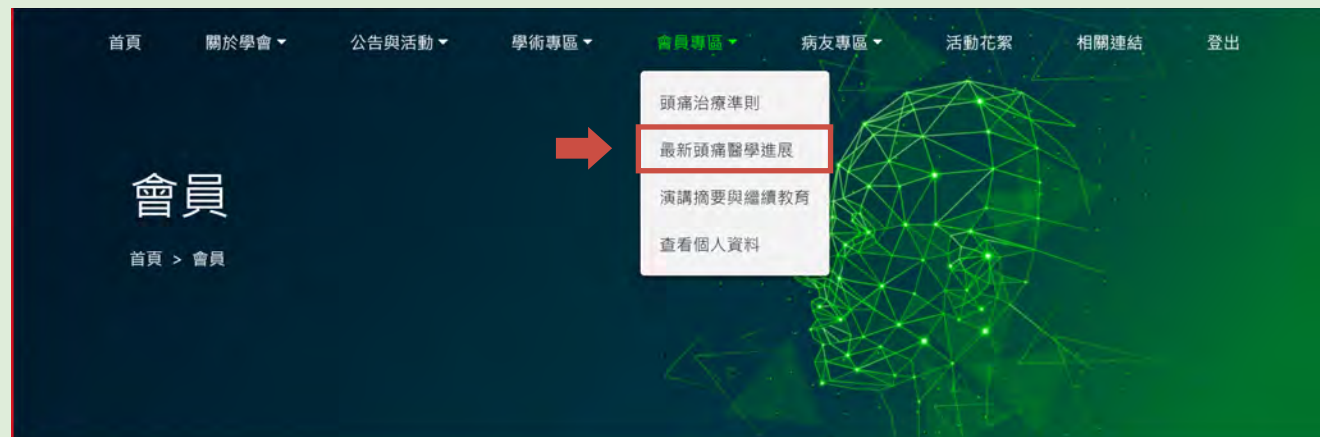 首頁 關於學會 公告與活動 學術專區 會員專區 病友專區 活動花絮 相關連結 登出
頭痛治療準則
最新頭痛醫學進展
演講摘要與繼續教育
查看個人資料
會員
首頁 > 會員